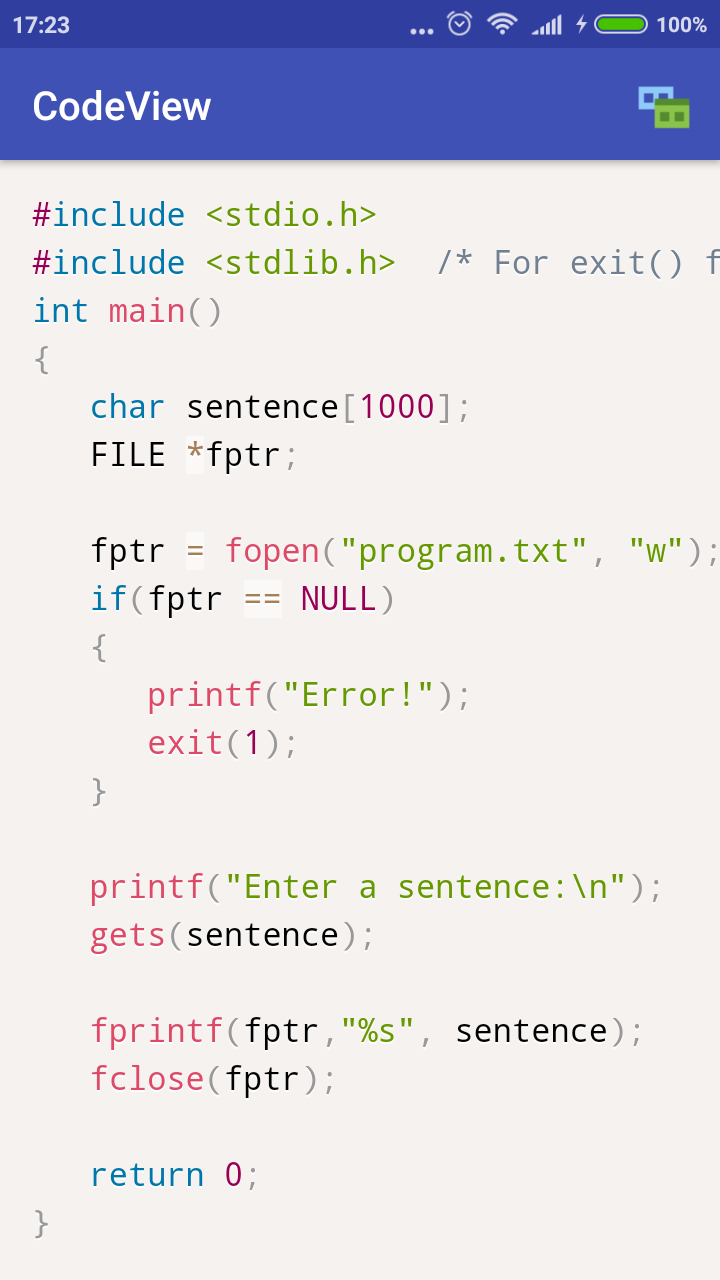 17:23
100%
CodeView
#include <stdio.h>
#include <stdlib.h>  /* For exit() f
int main()
{
   char sentence[1000];
   FILE *fptr;

   fptr = fopen("program.txt", "w");
   if(fptr == NULL)
   {
      printf("Error!");
      exit(1);
   }

   printf("Enter a sentence:\n");
   gets(sentence);

   fprintf(fptr,"%s", sentence);
   fclose(fptr);

   return 0;
}